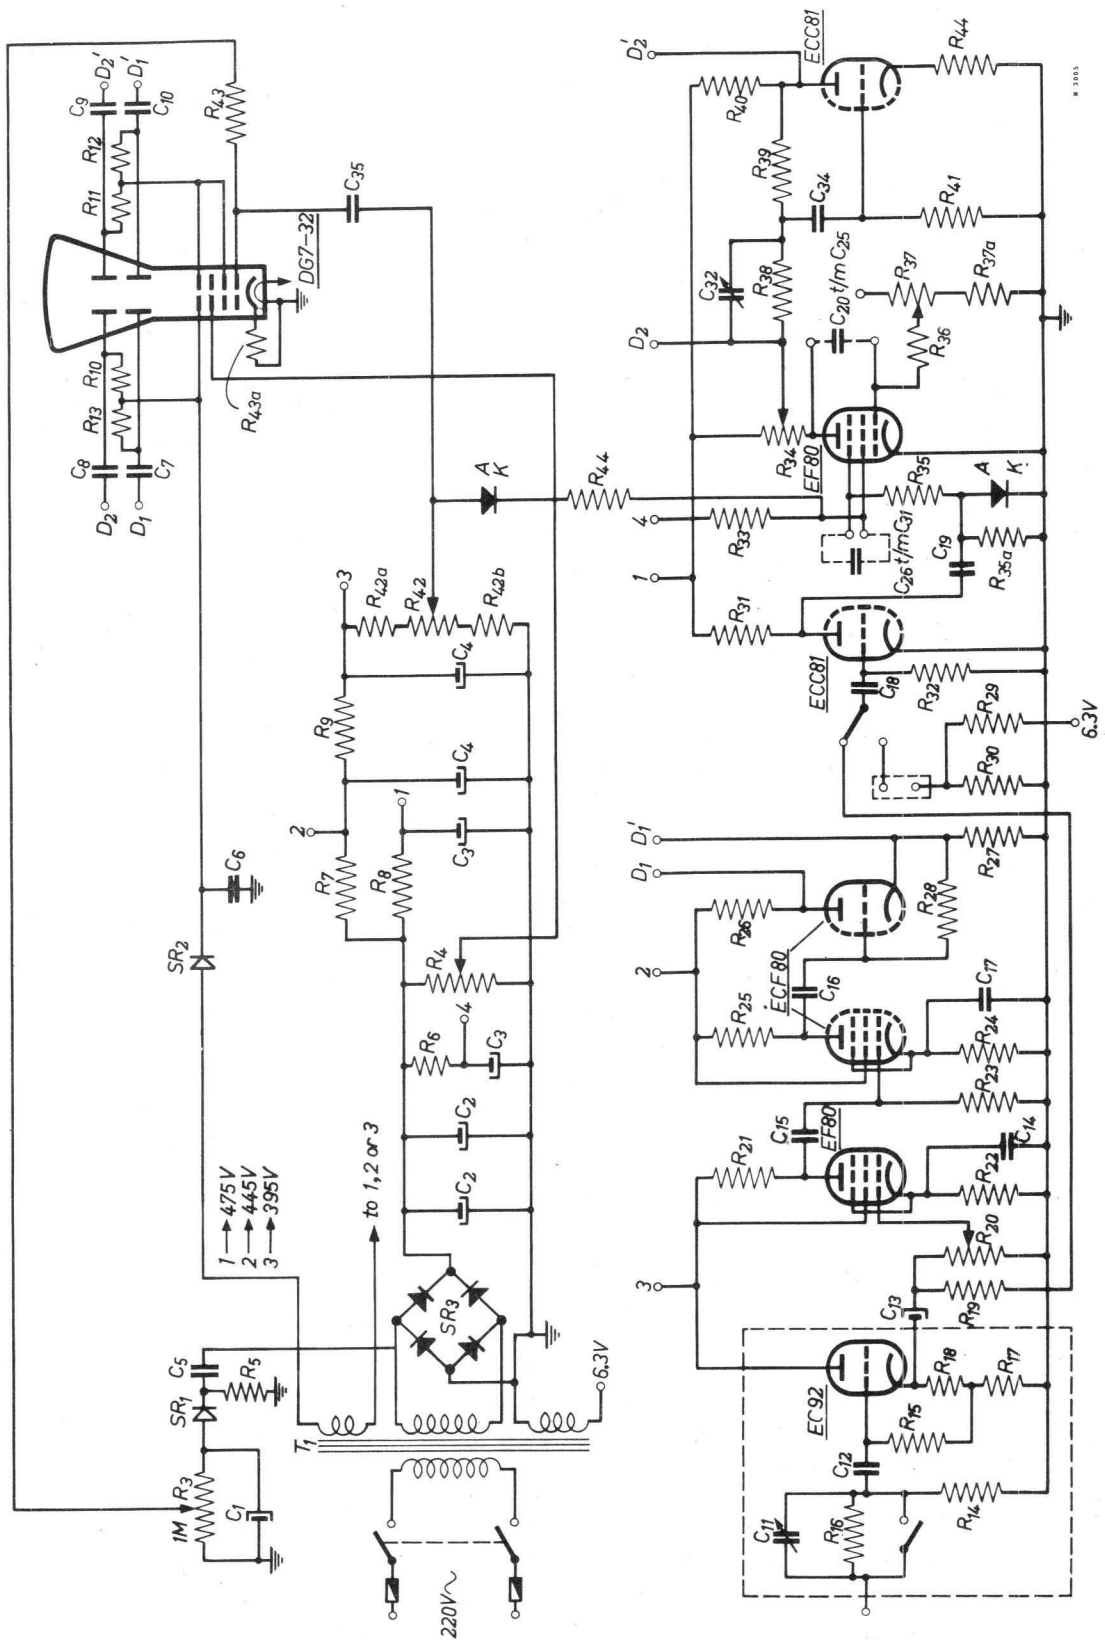 220V~
T1
1M R3
C1
SR1
C5
R5
1 → 475V
2 → 445V
3 → 395V
to 1, 2 or 3
SR3
6.3V
C2
C2
R6
4
C3
R4
R7
R8
2
1
C3
C4
R9
C4
3
R42a
R42
R42b
SR2
C6
D2
D1
C8
C7
R13
R10
R43a
DG7-32
R11
R12
C9
C10
D2'
D1'
R43
C35
A
K
R44
C11
R16
R14
C12
R15
EC92
R18
R17
C13
R19
R20
3
R21
R22
C14
C15
EF80
R23
R24
C17
R25
C16
ECF80
2
R26
D1
D1'
R28
R27
R30
R29
6.3V
C18
R32
ECC81
R31
C19
R35a
1
4
R33
C26 t/m C31
R35
A
K
EF80
R34
D2
C32
R38
C20 t/m C25
R36
R37
R37a
R39
C34
R41
R40
D2'
ECC81
R44